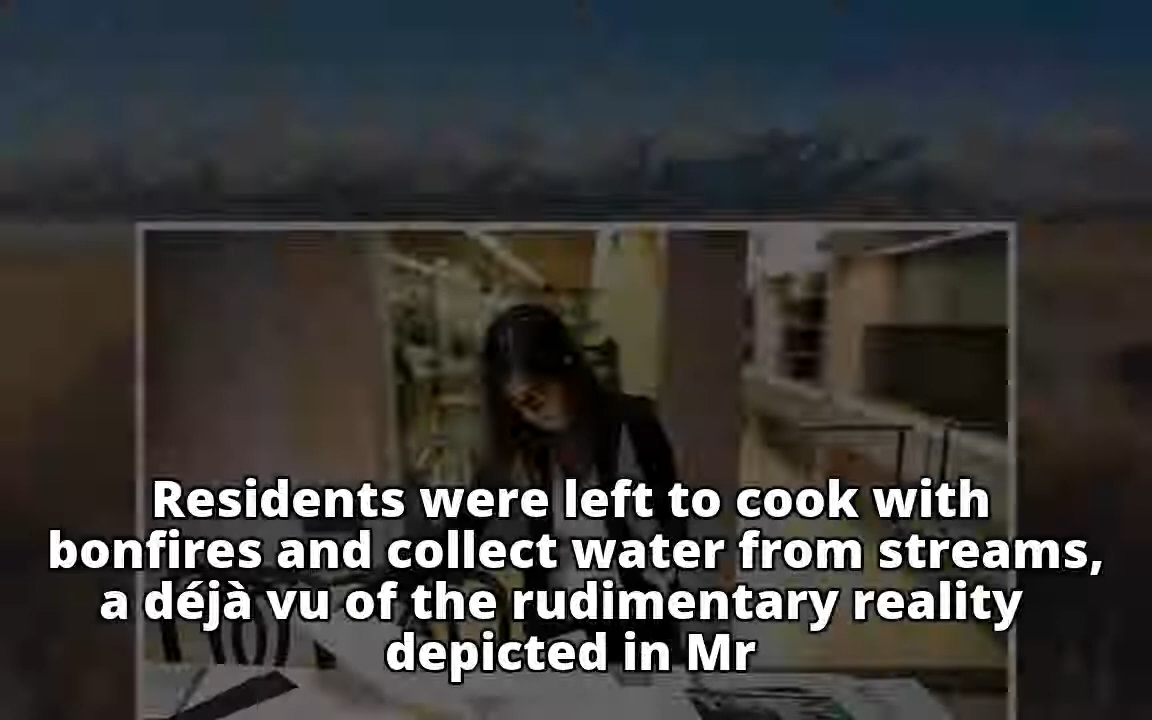 Residents were left to cook with
bonfires and collect water from streams,
a déjà vu of the rudimentary reality
depicted in Mr